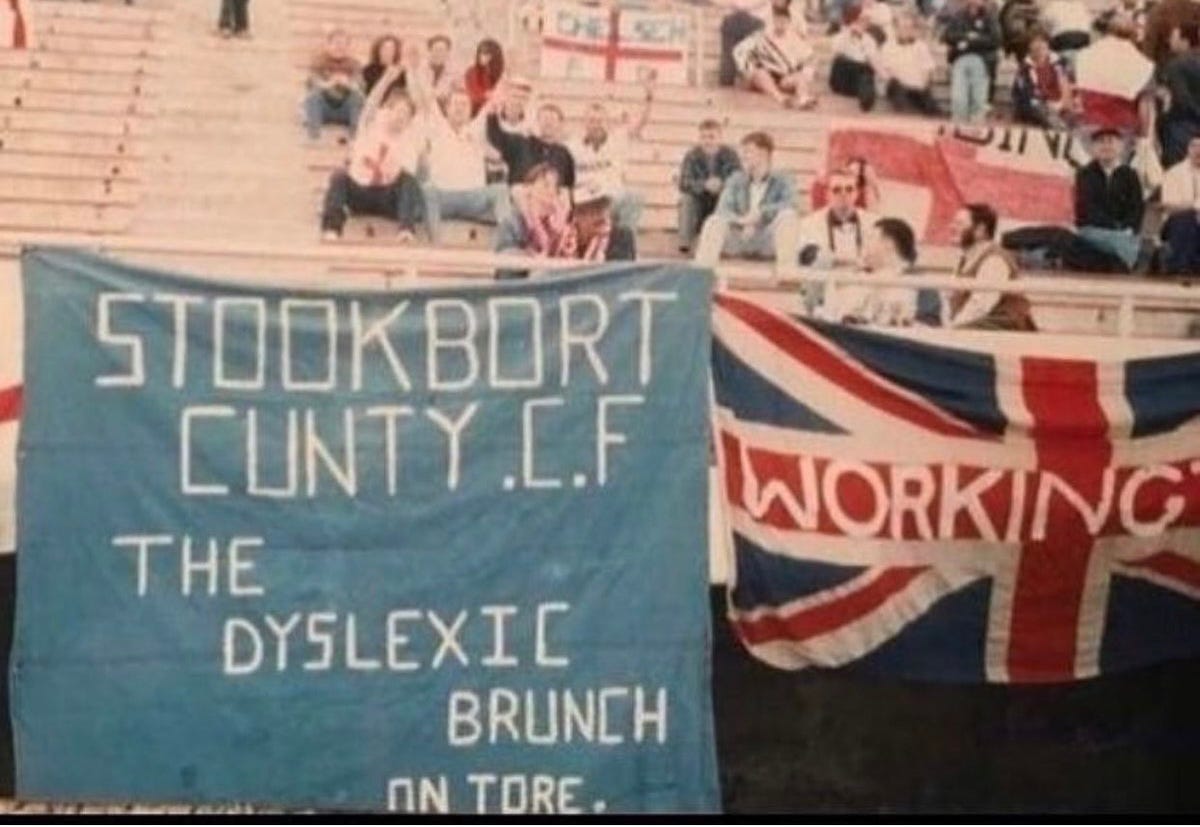 STOOKBORT
CUNTY .C.F
THE
DYSLEXIC
BRUNCH
ON TORE.
WORKING